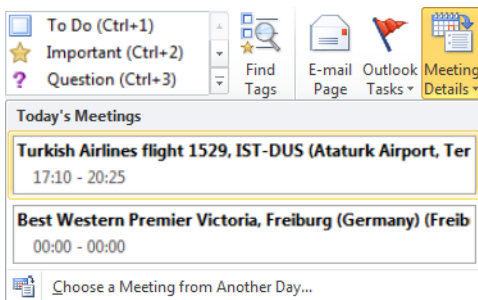 To Do (Ctrl+1)
Important (Ctrl+2)
? Question (Ctrl+3)
Find
Tags
E-mail
Page
Outlook
Tasks
Meeting
Details
Today's Meetings
Turkish Airlines flight 1529, IST-DUS (Ataturk Airport, Ter
17:10 - 20:25
Best Western Premier Victoria, Freiburg (Germany) (Freib
00:00 - 00:00
Choose a Meeting from Another Day...